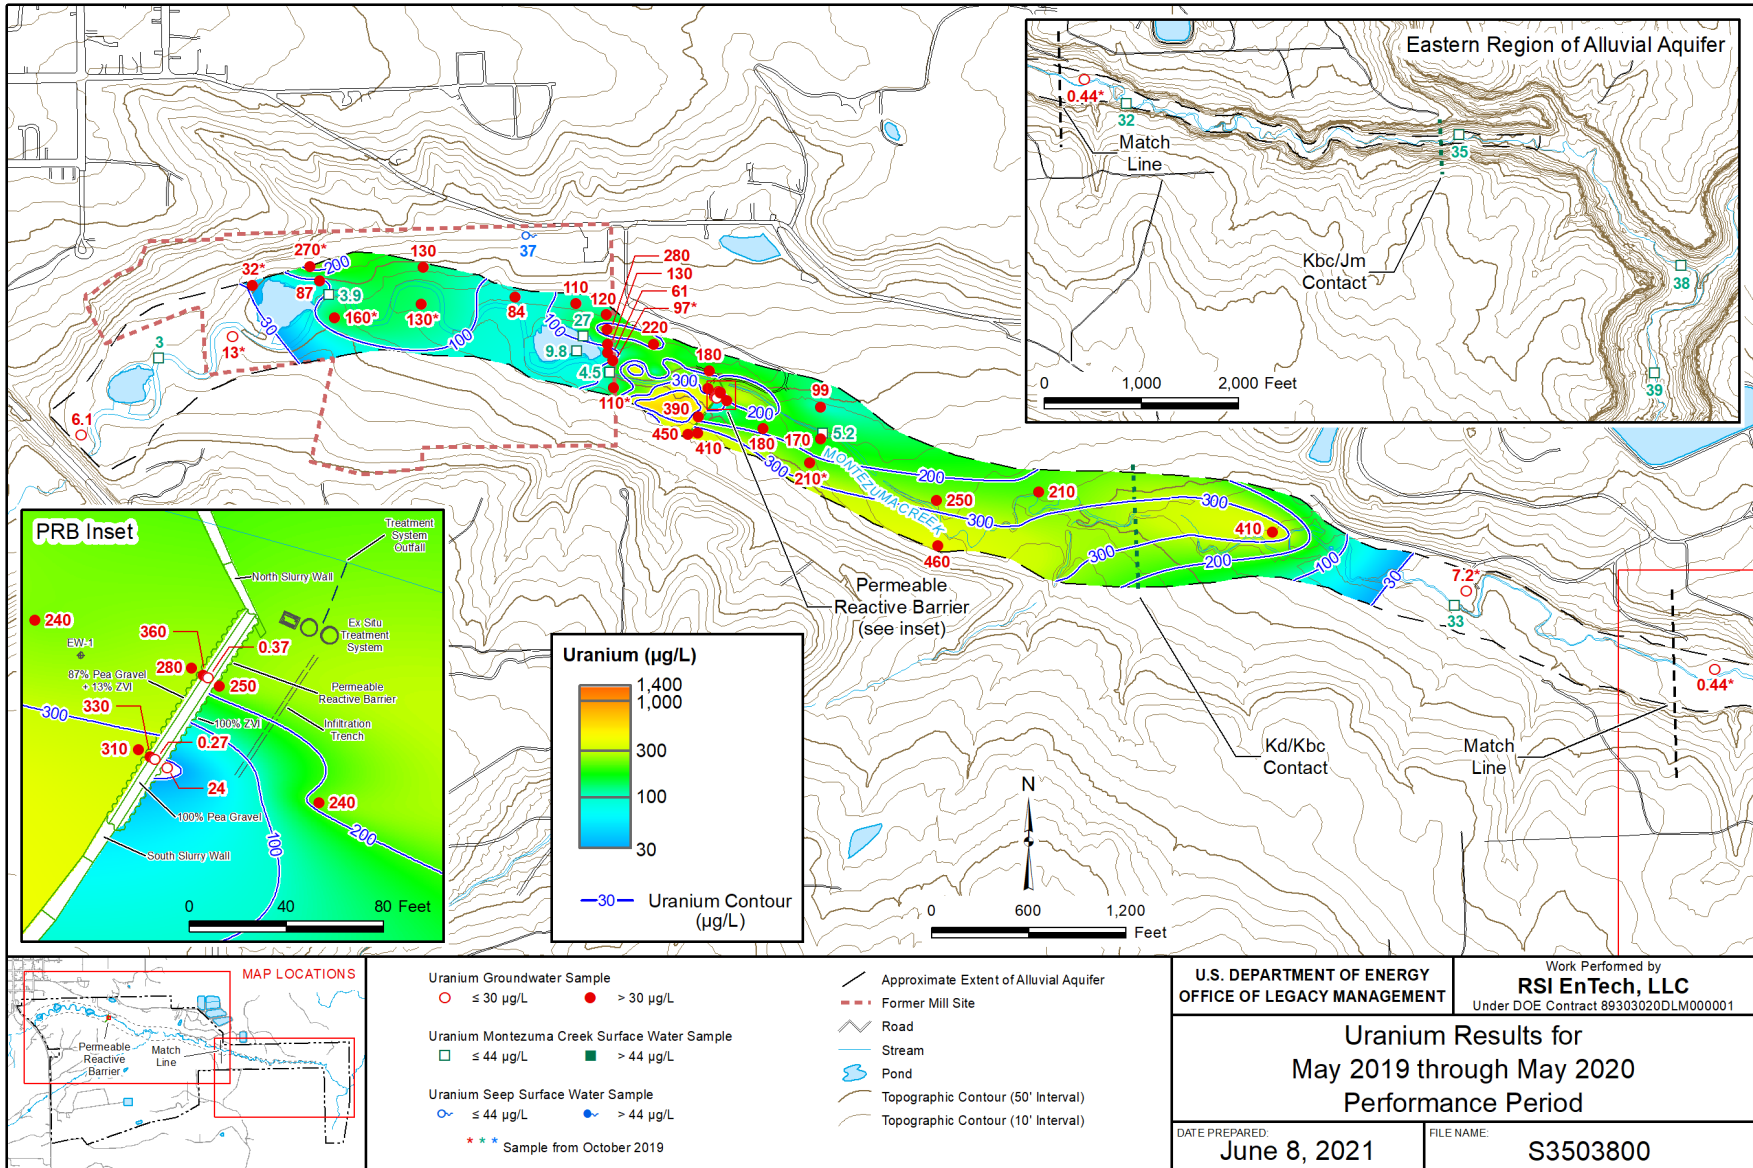 Eastern Region of Alluvial Aquifer
0.44*
32
Match
Line
35
Kbc/Jm
Contact
38
39
0
1,000
2,000 Feet
270*
200
130
32*
87
3.9
160*
130*
30
100
13*
3
6.1
37
84
110
120
100
27
9.8
4.5
110*
280
130
61
97*
220
180
300
390
450
410
200
180
170
99
5.2
300
210*
MONTEZUMA CREEK
200
250
300
460
210
300
410
300
200
100
30
7.2*
33
0.44*
Permeable
Reactive Barrier
(see inset)
Kd/Kbc
Contact
Match
Line
N
0
600
1,200
Feet
PRB Inset
Treatment
System
Outfall
North Slurry Wall
240
EW-1
360
0.37
Ex Situ
Treatment
System
280
250
87% Pea Gravel
+ 13% ZVI
Permeable
Reactive Barrier
330
300
100% ZVI
Infiltration
Trench
310
0.27
24
240
100% Pea Gravel
100
200
South Slurry Wall
0
40
80 Feet
Uranium (µg/L)
1,400
1,000
300
100
30
30
Uranium Contour
(µg/L)
MAP LOCATIONS
Permeable
Reactive
Barrier
Match
Line
Uranium Groundwater Sample
≤ 30 µg/L
> 30 µg/L
Uranium Montezuma Creek Surface Water Sample
≤ 44 µg/L
> 44 µg/L
Uranium Seep Surface Water Sample
≤ 44 µg/L
> 44 µg/L
* * * Sample from October 2019
Approximate Extent of Alluvial Aquifer
Former Mill Site
Road
Stream
Pond
Topographic Contour (50' Interval)
Topographic Contour (10' Interval)
U.S. DEPARTMENT OF ENERGY
OFFICE OF LEGACY MANAGEMENT
Work Performed by
RSI EnTech, LLC
Under DOE Contract 89303020DLM000001
Uranium Results for
May 2019 through May 2020
Performance Period
DATE PREPARED:
June 8, 2021
FILE NAME:
S3503800